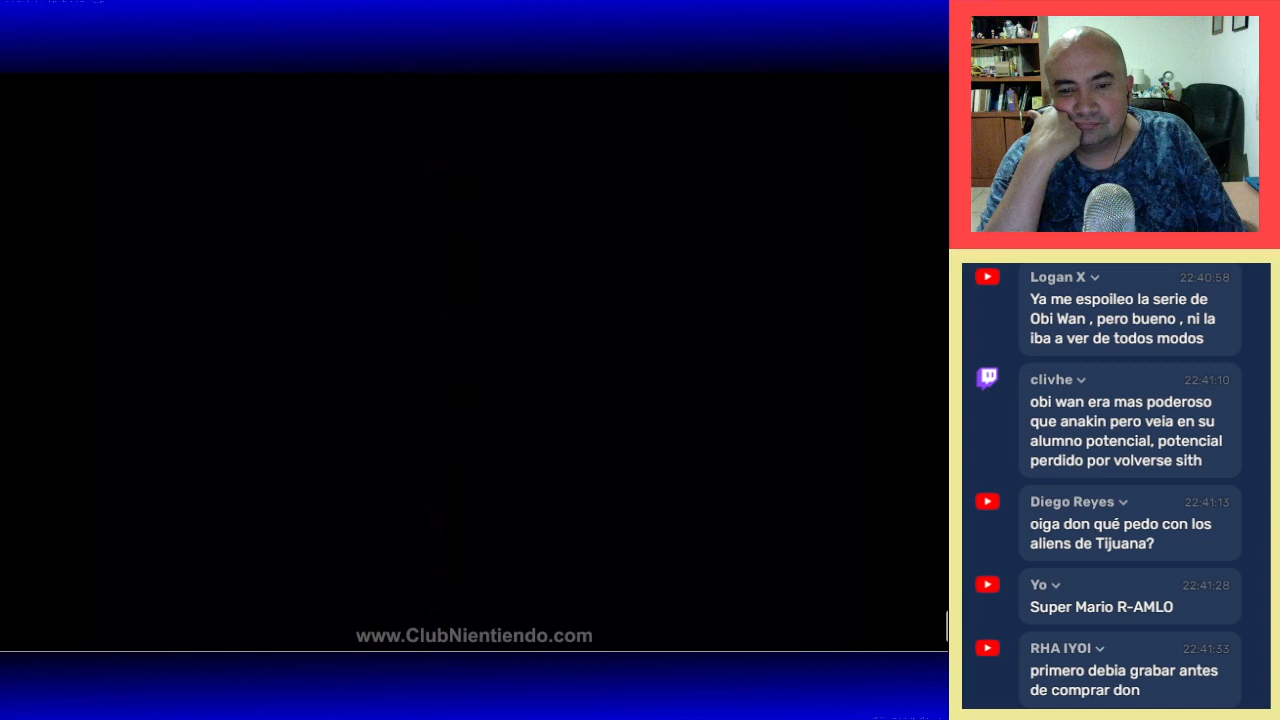 www.ClubNientiendo.com
Logan X 22:40:58
Ya me espoileo la serie de
Obi Wan , pero bueno , ni la
iba a ver de todos modos
clivhe 22:41:10
obi wan era mas poderoso
que anakin pero veia en su
alumno potencial, potencial
perdido por volverse sith
Diego Reyes 22:41:13
oiga don qué pedo con los
aliens de Tijuana?
Yo 22:41:28
Super Mario R-AMLO
RHA IYOI 22:41:33
primero debia grabar antes
de comprar don